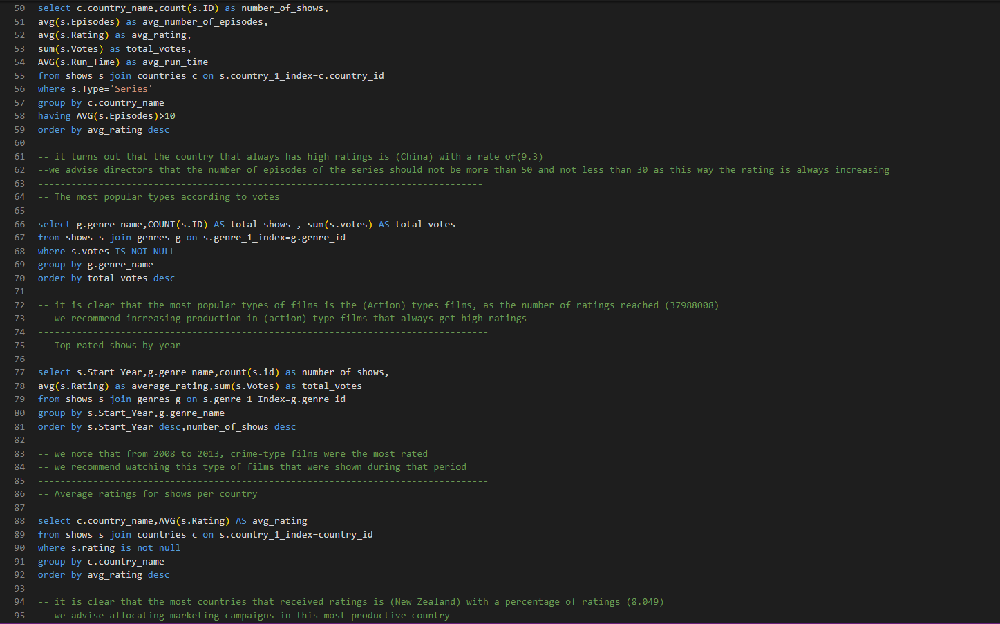 50 select c.country_name,count(s.ID) as number_of_shows,
51 avg(s.Episodes) as avg_number_of_episodes,
52 avg(s.Rating) as avg_rating,
53 sum(s.Votes) as total_votes,
54 AVG(s.Run_Time) as avg_run_time
55 from shows s join countries c on s.country_1_index=c.country_id
56 where s.Type='Series'
57 group by c.country_name
58 having AVG(s.Episodes)>10
59 order by avg_rating desc
60
61 -- it turns out that the country that always has high ratings is (China) with a rate of(9.3)
62 --we advise directors that the number of episodes of the series should not be more than 50 and not less than 30 as this way the rating is always increasing
63 ---------------------------------------------------------------------------------
64 -- The most popular types according to votes
65
66 select g.genre_name,COUNT(s.ID) AS total_shows , sum(s.votes) AS total_votes
67 from shows s join genres g on s.genre_1_index=g.genre_id
68 where s.votes IS NOT NULL
69 group by g.genre_name
70 order by total_votes desc
71
72 -- it is clear that the most popular types of films is the (Action) types films, as the number of ratings reached (37988008)
73 -- we recommend increasing production in (action) type films that always get high ratings
74 ----------------------------------------------------------------------------------
75 -- Top rated shows by year
76
77 select s.Start_Year,g.genre_name,count(s.id) as number_of_shows,
78 avg(s.Rating) as average_rating,sum(s.Votes) as total_votes
79 from shows s join genres g on s.genre_1_Index=g.genre_id
80 group by s.Start_Year,g.genre_name
81 order by s.Start_Year desc,number_of_shows desc
82
83 -- we note that from 2008 to 2013, crime-type films were the most rated
84 -- we recommend watching this type of films that were shown during that period
85 ----------------------------------------------------------------------------------
86 -- Average ratings for shows per country
87
88 select c.country_name,AVG(s.Rating) AS avg_rating
89 from shows s join countries c on s.country_1_index=country_id
90 where s.rating is not null
91 group by c.country_name
92 order by avg_rating desc
93
94 -- it is clear that the most countries that received ratings is (New Zealand) with a percentage of ratings (8.049)
95 -- we advise allocating marketing campaigns in this most productive country